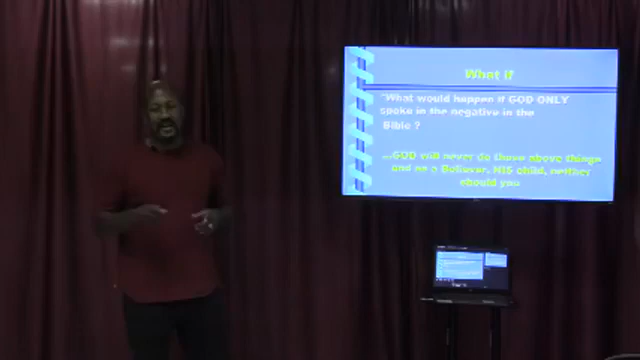 What if
"What would happen if GOD ONLY
spoke in the negative in the
Bible ?
...GOD will never do those above things
and as a Believer, HIS child, neither
should you